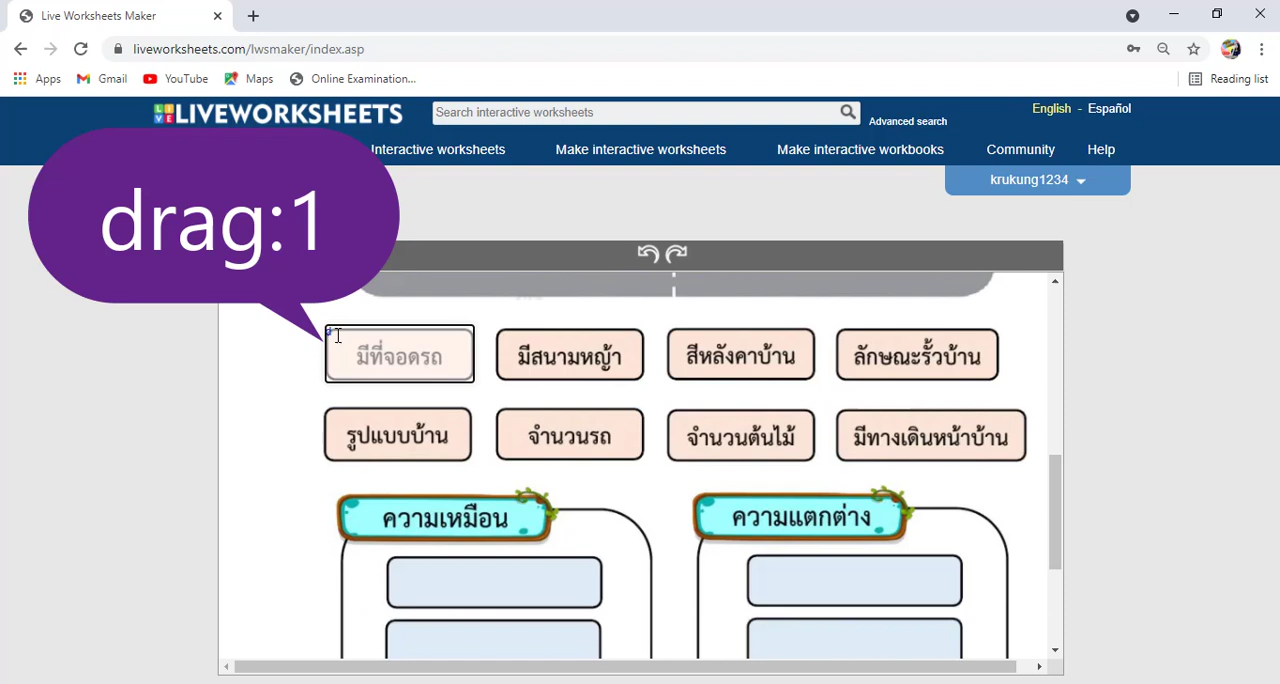 Live Worksheets Maker
liveworksheets.com/lwsmaker/index.asp
Apps Gmail YouTube Maps Online Examination... Reading list
LIVEWORKSHEETS Search interactive worksheets Advanced search English - Español
Interactive worksheets Make interactive worksheets Make interactive workbooks Community Help
krukung1234
drag:1
มีที่จอดรถ มีสนามหญ้า สีหลังคาบ้าน ลักษณะรั้วบ้าน
รูปแบบบ้าน จำนวนรถ จำนวนต้นไม้ มีทางเดินหน้าบ้าน
ความเหมือน ความแตกต่าง